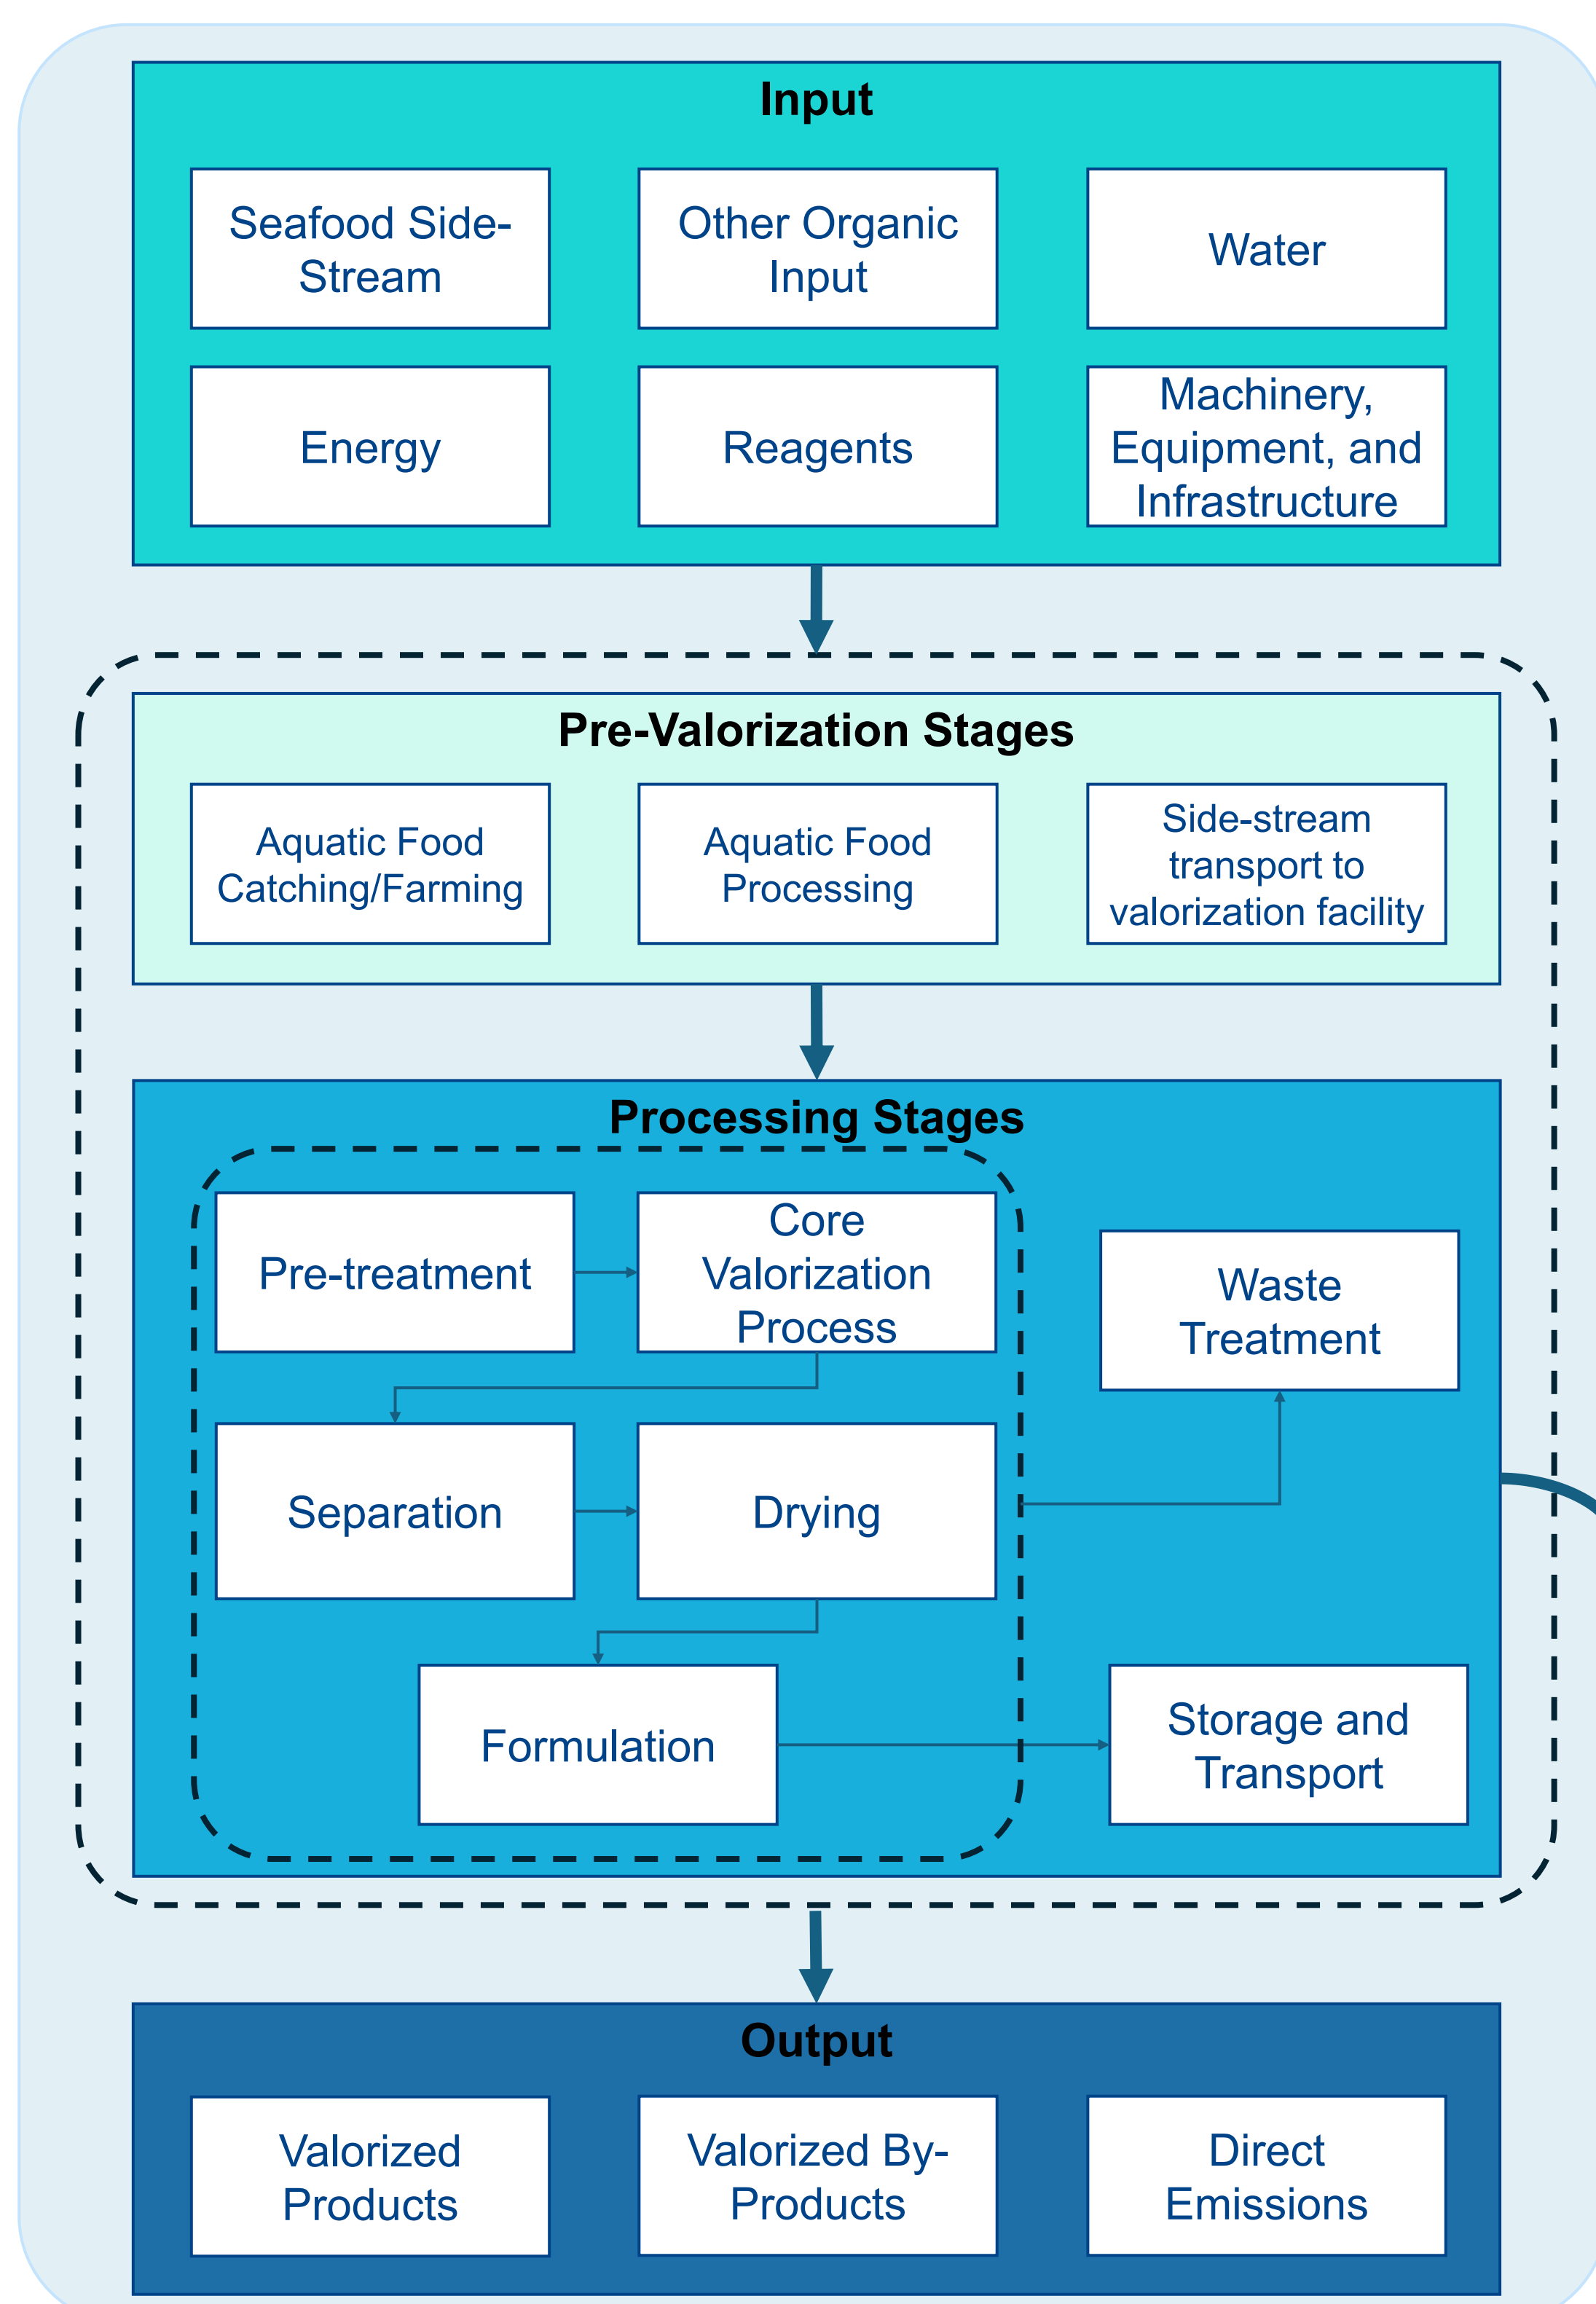 Input
Seafood Side-
Stream
Other Organic
Input
Water
Energy
Reagents
Machinery,
Equipment, and
Infrastructure
Pre-Valorization Stages
Aquatic Food
Catching/Farming
Aquatic Food
Processing
Side-stream
transport to
valorization facility
Processing Stages
Pre-treatment
Core
Valorization
Process
Waste
Treatment
Separation
Drying
Formulation
Storage and
Transport
Output
Valorized
Products
Valorized By-
Products
Direct
Emissions